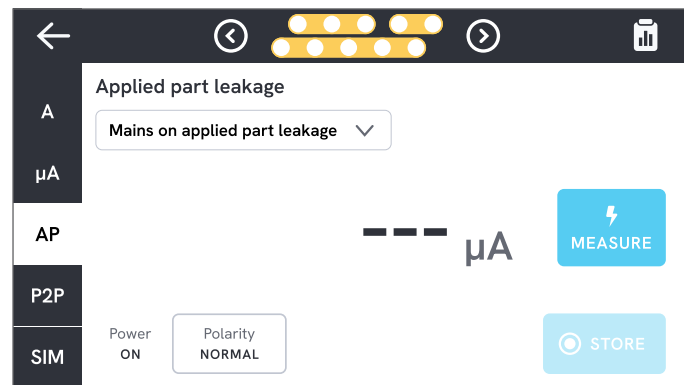 Applied part leakage
A
Mains on applied part leakage
µA
AP
--- µA
MEASURE
P2P
Power
ON
Polarity
NORMAL
STORE
SIM